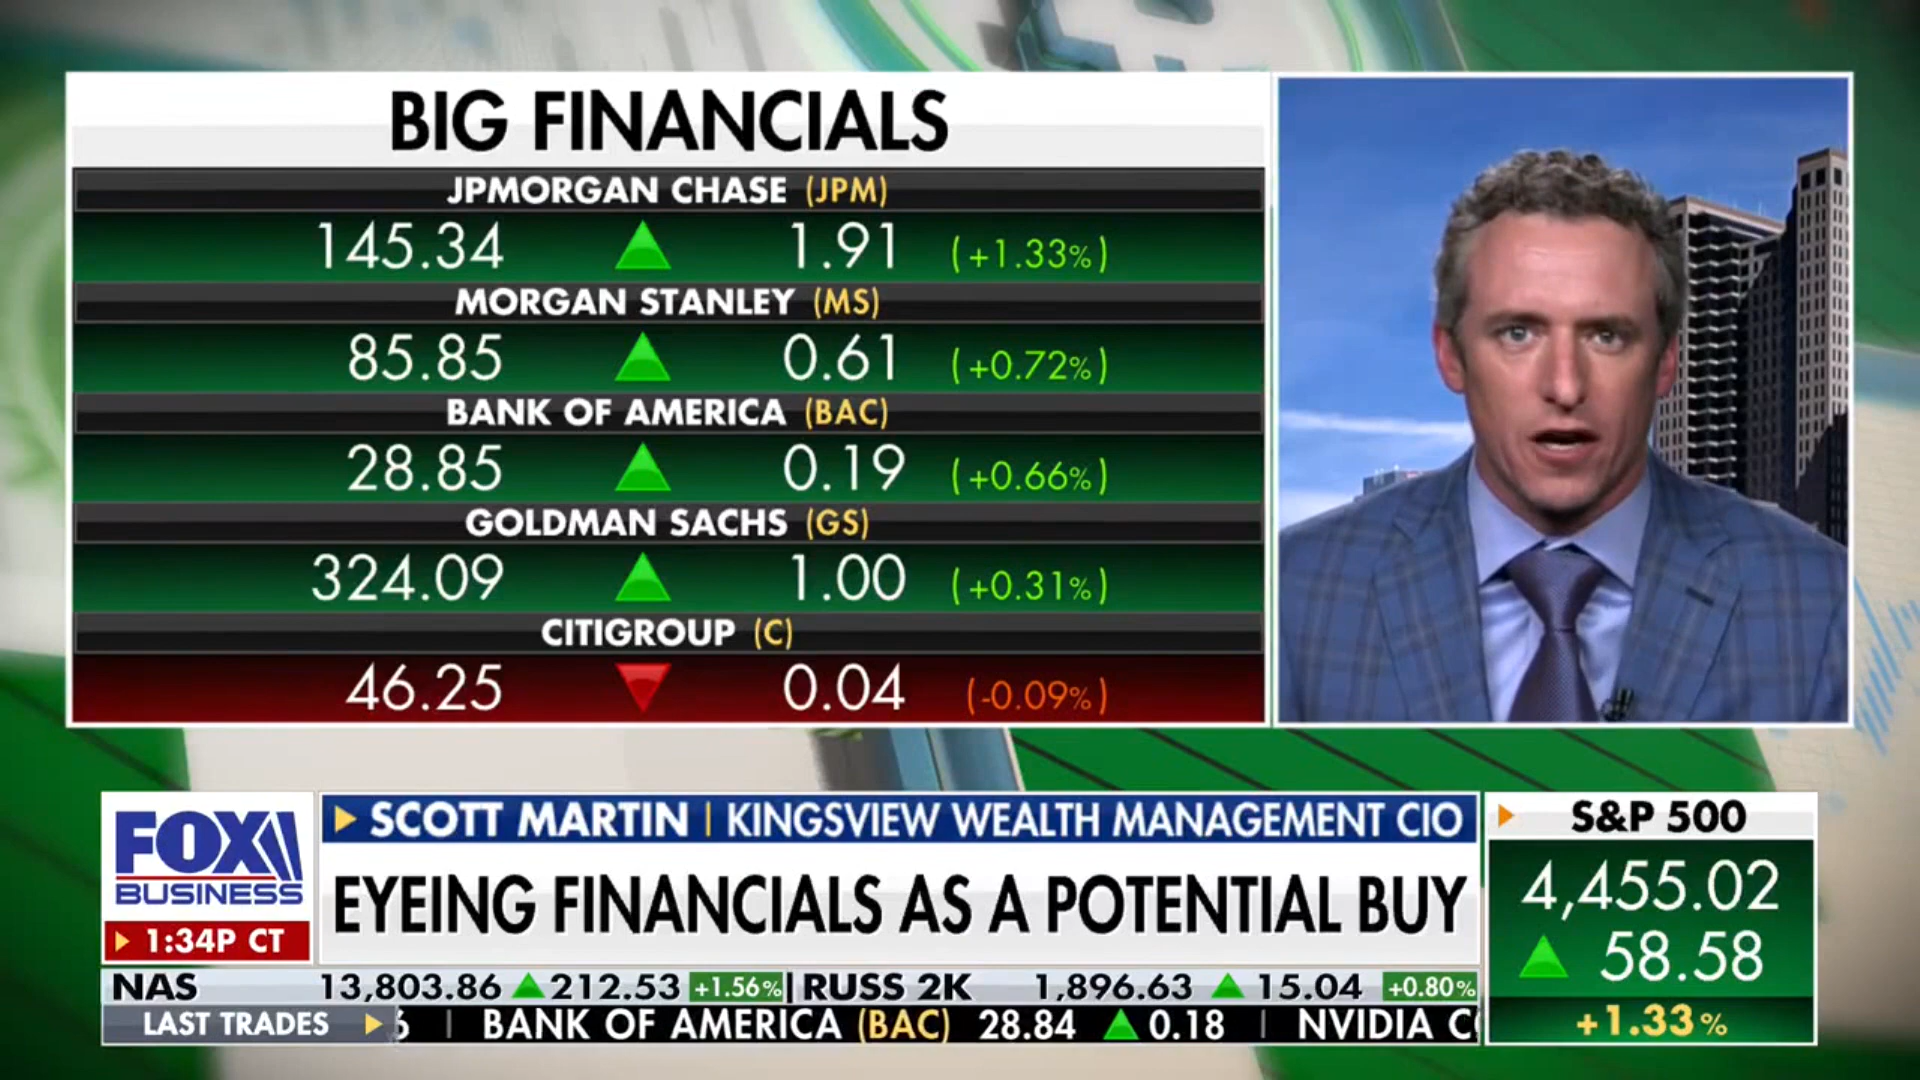 BIG FINANCIALS
JPMORGAN CHASE (JPM)
145.34 ▲ 1.91 (+1.33%)
MORGAN STANLEY (MS)
85.85 ▲ 0.61 (+0.72%)
BANK OF AMERICA (BAC)
28.85 ▲ 0.19 (+0.66%)
GOLDMAN SACHS (GS)
324.09 ▲ 1.00 (+0.31%)
CITIGROUP (C)
46.25 ▼ 0.04 (-0.09%)
FOX
BUSINESS
1:34P CT
SCOTT MARTIN | KINGSVIEW WEALTH MANAGEMENT CIO
EYEING FINANCIALS AS A POTENTIAL BUY
S&P 500
4,455.02
▲ 58.58
+1.33%
NAS 13,803.86 ▲ 212.53 +1.56% | RUSS 2K 1,896.63 ▲ 15.04 +0.80%
LAST TRADES | BANK OF AMERICA (BAC) 28.84 ▲ 0.18 | NVIDIA